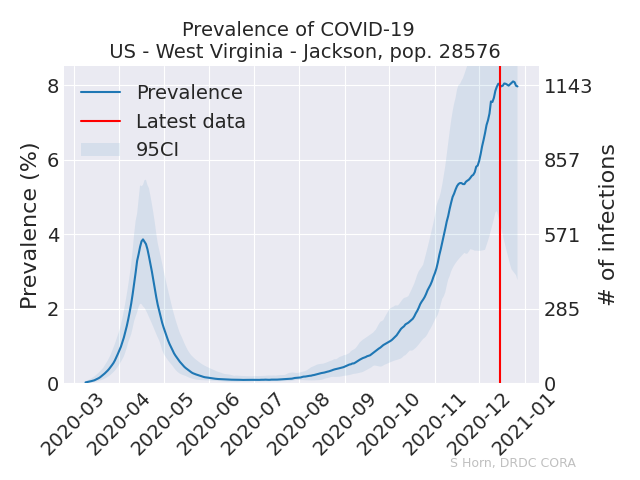 Prevalence of COVID-19
US - West Virginia - Jackson, pop. 28576
Prevalence
Latest data
95CI
Prevalence (%)
8
6
4
2
0
1143
857
571
285
0
# of infections
2020-03
2020-04
2020-05
2020-06
2020-07
2020-08
2020-09
2020-10
2020-11
2020-12
2021-01
S Horn, DRDC CORA